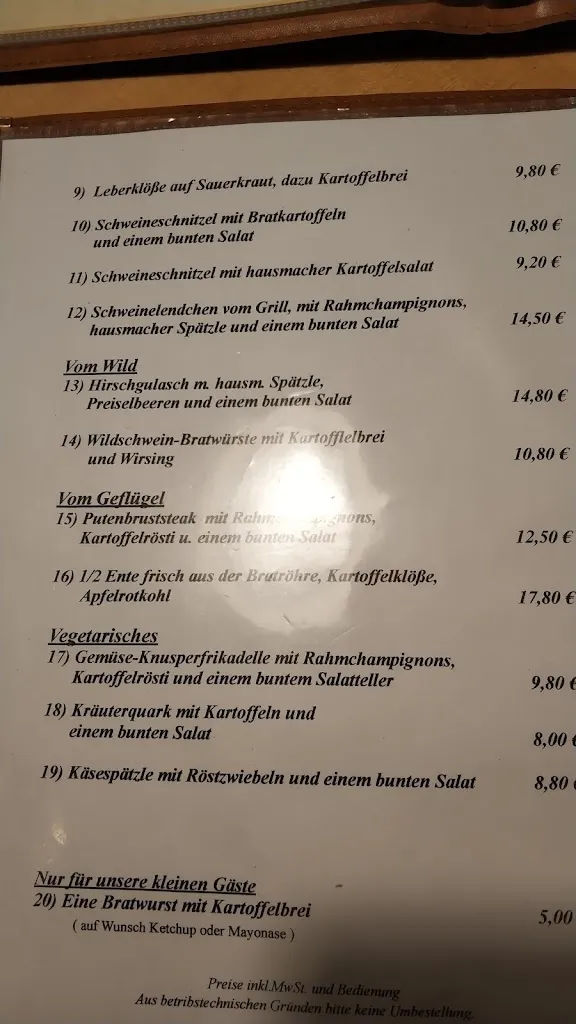 9) Leberklöße auf Sauerkraut, dazu Kartoffelbrei 9,80 €
10) Schweineschnitzel mit Bratkartoffeln
und einem bunten Salat 10,80 €
11) Schweineschnitzel mit hausmacher Kartoffelsalat 9,20 €
12) Schweinelendchen vom Grill, mit Rahmchampignons,
hausmacher Spätzle und einem bunten Salat 14,50 €
Vom Wild
13) Hirschgulasch m. hausm. Spätzle,
Preiselbeeren und einem bunten Salat 14,80 €
14) Wildschwein-Bratwürste mit Kartofflelbrei
und Wirsing 10,80 €
Vom Geflügel
15) Putenbruststeak mit Rahmchampignons,
Kartoffelrösti u. einem bunten Salat 12,50 €
16) 1/2 Ente frisch aus der Bratröhre, Kartoffelklöße,
Apfelrotkohl 17,80 €
Vegetarisches
17) Gemüse-Knusperfrikadelle mit Rahmchampignons,
Kartoffelrösti und einem buntem Salatteller 9,80 €
18) Kräuterquark mit Kartoffeln und
einem bunten Salat 8,00 €
19) Käsespätzle mit Röstzwiebeln und einem bunten Salat 8,80 €
Nur für unsere kleinen Gäste
20) Eine Bratwurst mit Kartoffelbrei 5,00
( auf Wunsch Ketchup oder Mayonase )
Preise inkl.MwSt. und Bedienung
Aus betribstechnischen Gründen bitte keine Umbestellung.